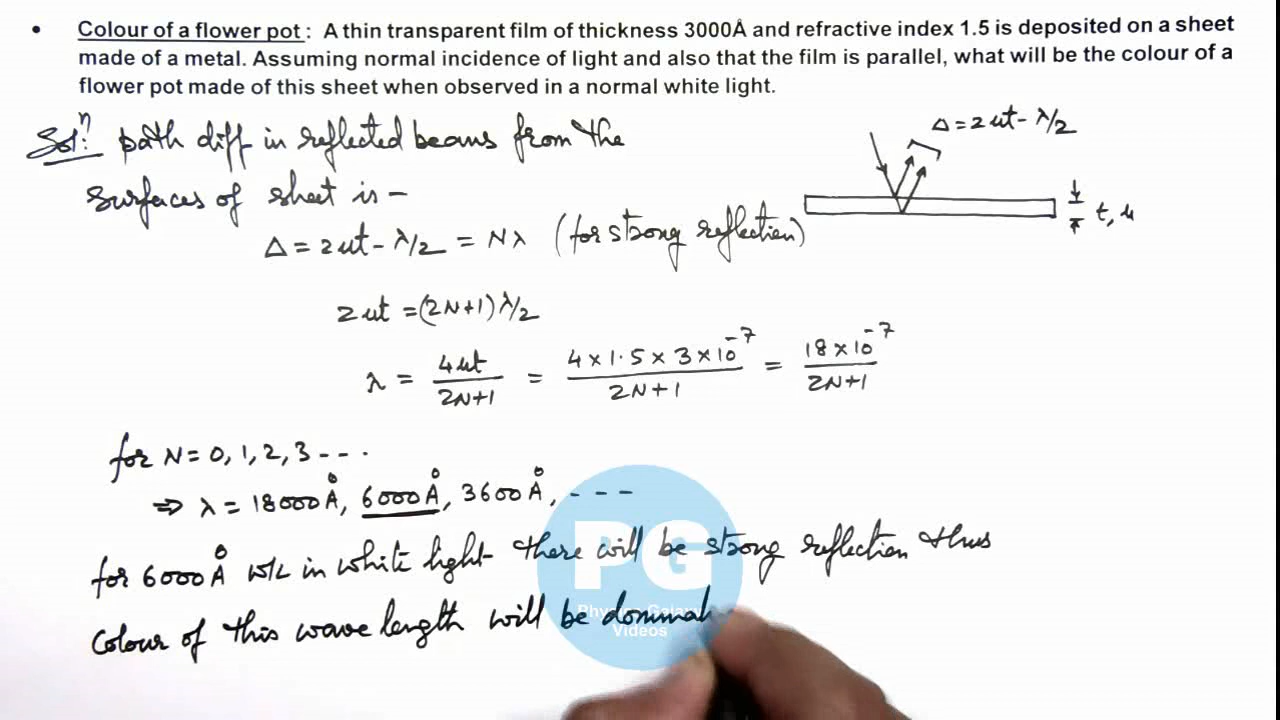 • Colour of a flower pot : A thin transparent film of thickness 3000Å and refractive index 1.5 is deposited on a sheet
made of a metal. Assuming normal incidence of light and also that the film is parallel, what will be the colour of a
flower pot made of this sheet when observed in a normal white light.
Solⁿ: path diff in reflected beams from the
surfaces of sheet is -
Δ = 2μt - λ/2
t, μ
Δ = 2μt - λ/2 = Nλ (for strong reflection)
2μt = (2N+1) λ/2
λ = 4μt/2N+1 = 4 × 1.5 × 3 × 10⁻⁷/2N+1 = 18 × 10⁻⁷/2N+1
for N = 0, 1, 2, 3 - - - .
⇒ λ = 18000 Å, 6000 Å, 3600 Å, - - -
for 6000 Å w/L in white light there will be strong reflection thus
colour of this wave length will be dominat
PG
Videos